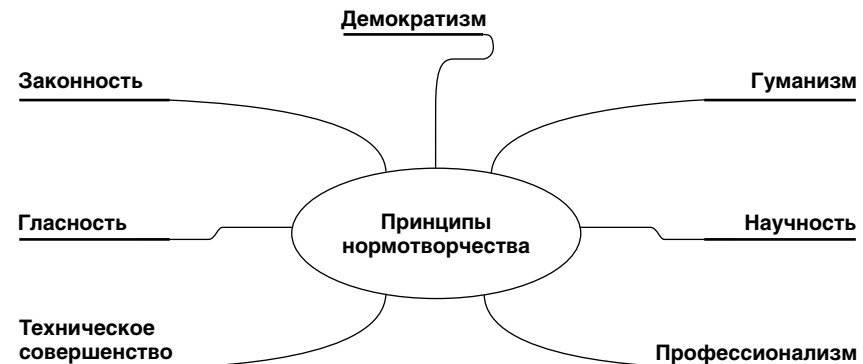 Демократизм
Законность
Гуманизм
Гласность
Принципы
нормотворчества
Научность
Техническое
совершенство
Профессионализм